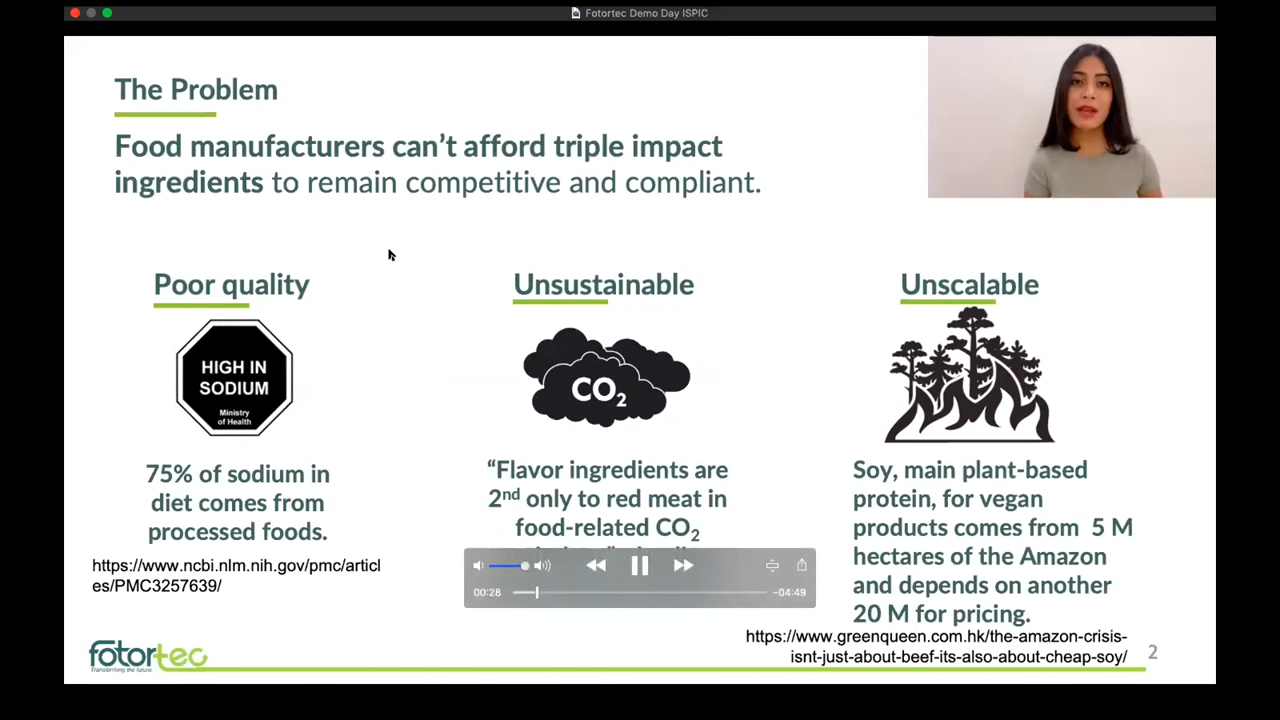 Fotortec Demo Day ISPIC
The Problem
Food manufacturers can't afford triple impact
ingredients to remain competitive and compliant.
Poor quality
HIGH IN
SODIUM
Ministry
of Health
75% of sodium in
diet comes from
processed foods.
https://www.ncbi.nlm.nih.gov/pmc/articl
es/PMC3257639/
Unsustainable
CO₂
“Flavor ingredients are
2nd only to red meat in
food-related CO₂
Unscalable
Soy, main plant-based
protein, for vegan
products comes from 5 M
hectares of the Amazon
and depends on another
20 M for pricing.
https://www.greenqueen.com.hk/the-amazon-crisis-
isnt-just-about-beef-its-also-about-cheap-soy/
00:28
−04:49
fotortec
Transforming the future
2